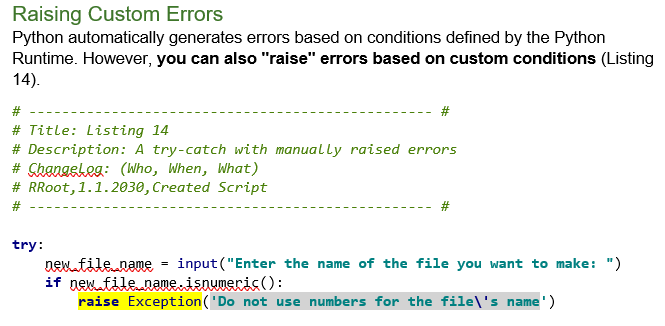 Raising Custom Errors
Python automatically generates errors based on conditions defined by the Python
Runtime. However, you can also "raise" errors based on custom conditions (Listing
14).
# ------------------------------------------------- #
# Title: Listing 14
# Description: A try-catch with manually raised errors
# ChangeLog: (Who, When, What)
# RRoot,1.1.2030,Created Script
# ------------------------------------------------- #
try:
    new_file_name = input("Enter the name of the file you want to make: ")
    if new_file_name.isnumeric():
        raise Exception('Do not use numbers for the file\'s name')